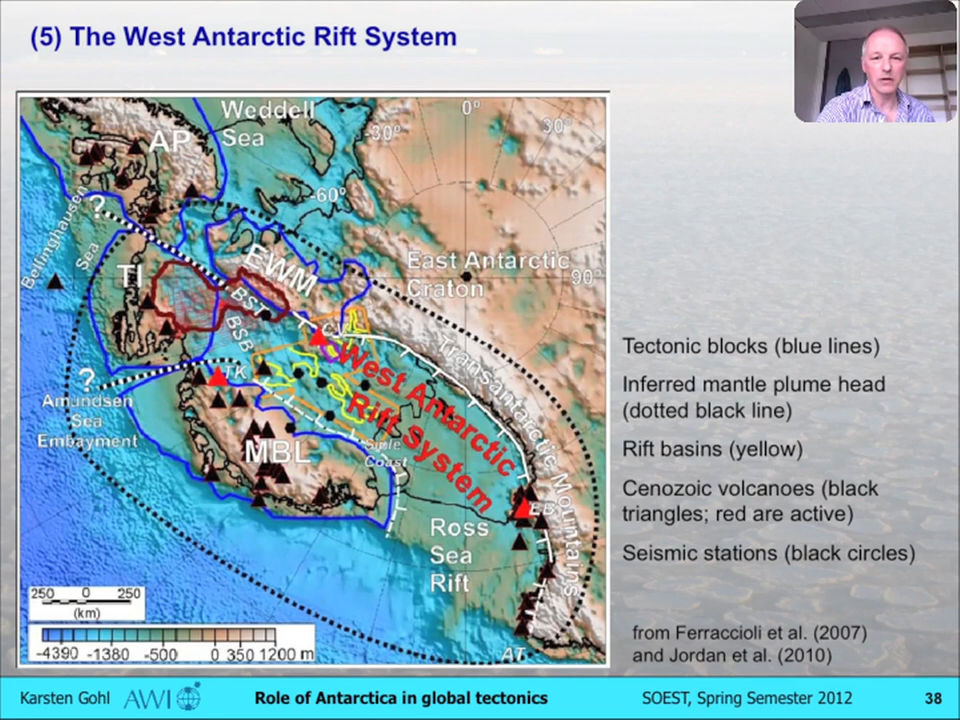 (5) The West Antarctic Rift System
Weddell
Sea
0°
-30°
30°
AP
-60°
Bellinghausen
Sea
?
EWM
East Antarctic
Craton
90°
TI
BST
BSB
West Antarctic
Rift System
Transantarctic Mountains
TK
?
Amundsen
Sea
Embayment
MBL
Siple
Coast
Ross
Sea
Rift
EB
250 0 250
(km)
-4390 -1380 -500 0 350 1200 m
AT
Tectonic blocks (blue lines)
Inferred mantle plume head
(dotted black line)
Rift basins (yellow)
Cenozoic volcanoes (black
triangles; red are active)
Seismic stations (black circles)
from Ferraccioli et al. (2007)
and Jordan et al. (2010)
Karsten Gohl AWI Role of Antarctica in global tectonics SOEST, Spring Semester 2012 38